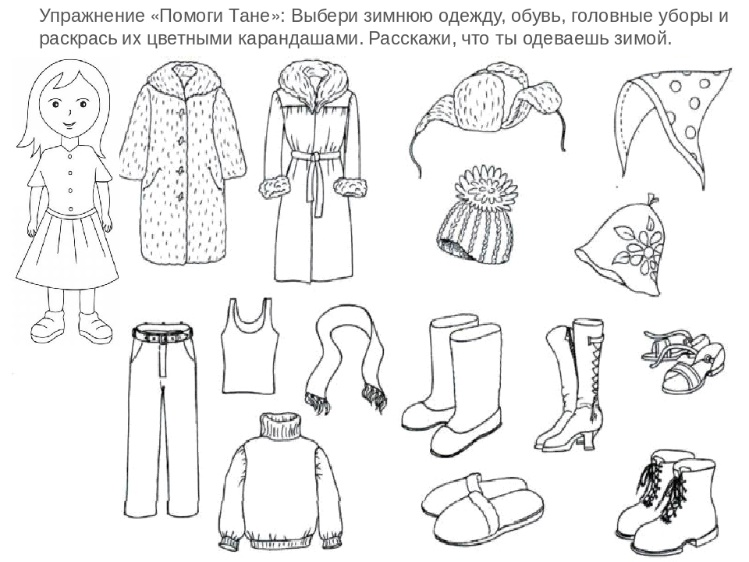 Упражнение «Помоги Тане»: Выбери зимнюю одежду, обувь, головные уборы и
раскрась их цветными карандашами. Расскажи, что ты одеваешь зимой.